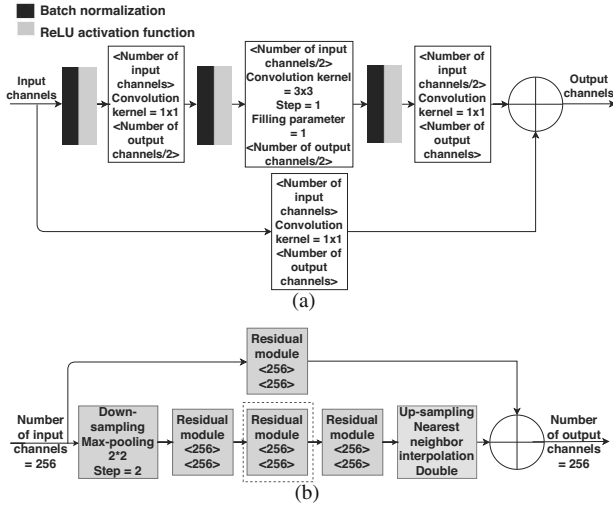 Batch normalization
ReLU activation function
Input
channels
<Number of
input
channels>
Convolution
kernel = 1x1
<Number of
output
channels/2>
<Number of input
channels/2>
Convolution kernel
= 3x3
Step = 1
Filling parameter
= 1
<Number of output
channels/2>
<Number of
input
channels/2>
Convolution
kernel = 1x1
<Number of
output
channels>
Output
channels
<Number of
input
channels>
Convolution
kernel = 1x1
<Number of
output
channels>
(a)
Residual
module
<256>
<256>
Number of
input
channels
= 256
Down-
sampling
Max-pooling
2*2
Step = 2
Residual
module
<256>
<256>
Residual
module
<256>
<256>
Residual
module
<256>
<256>
Up-sampling
Nearest
neighbor
interpolation
Double
Number of
output
channels
= 256
(b)